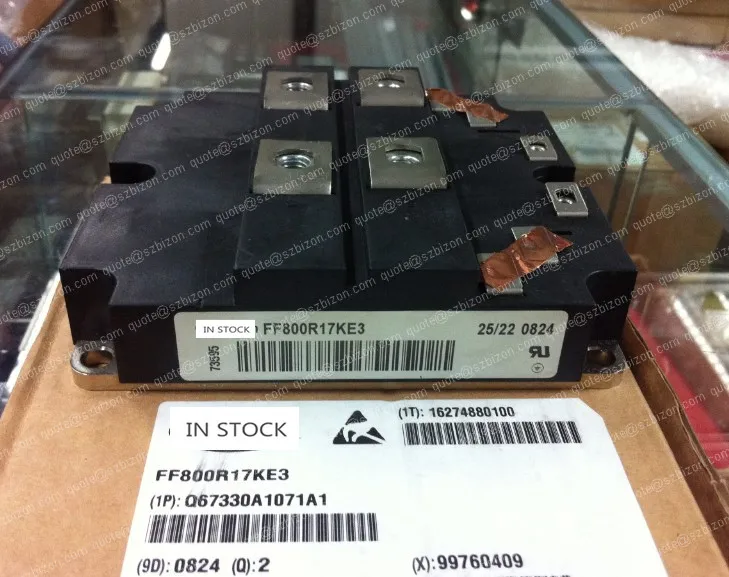 quote@szbizon.com
IN STOCK FF800R17KE3 25/22 0824
73595
IN STOCK
(1T): 16274880100
FF800R17KE3
(1P): Q67330A1071A1
(9D): 0824 (Q): 2 (X): 99760409